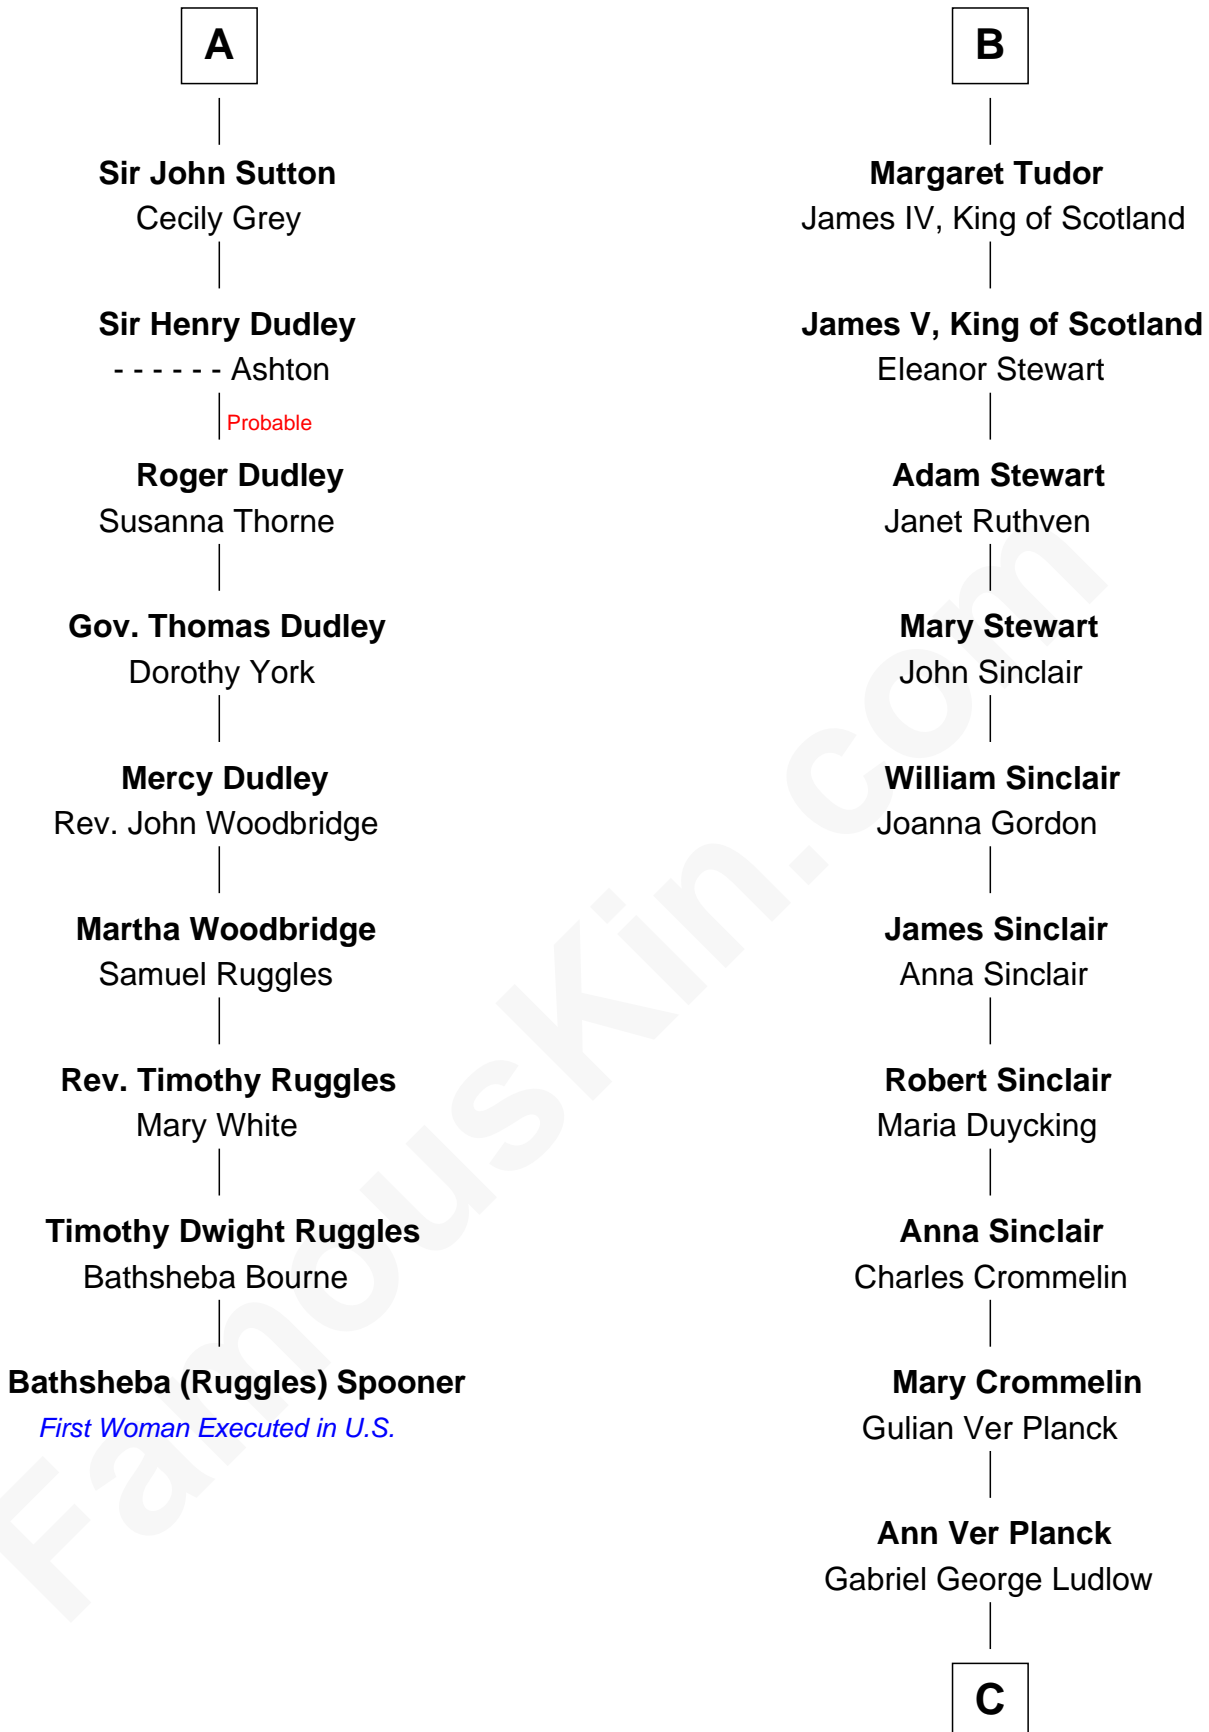 A
Sir John Sutton
Cecily Grey
Sir Henry Dudley
- - - - - - Ashton
Probable
Roger Dudley
Susanna Thorne
Gov. Thomas Dudley
Dorothy York
Mercy Dudley
Rev. John Woodbridge
Martha Woodbridge
Samuel Ruggles
Rev. Timothy Ruggles
Mary White
Timothy Dwight Ruggles
Bathsheba Bourne
Bathsheba (Ruggles) Spooner
First Woman Executed in U.S.
B
Margaret Tudor
James IV, King of Scotland
James V, King of Scotland
Eleanor Stewart
Adam Stewart
Janet Ruthven
Mary Stewart
John Sinclair
William Sinclair
Joanna Gordon
James Sinclair
Anna Sinclair
Robert Sinclair
Maria Duycking
Anna Sinclair
Charles Crommelin
Mary Crommelin
Gulian Ver Planck
Ann Ver Planck
Gabriel George Ludlow
C
FamousKin.com